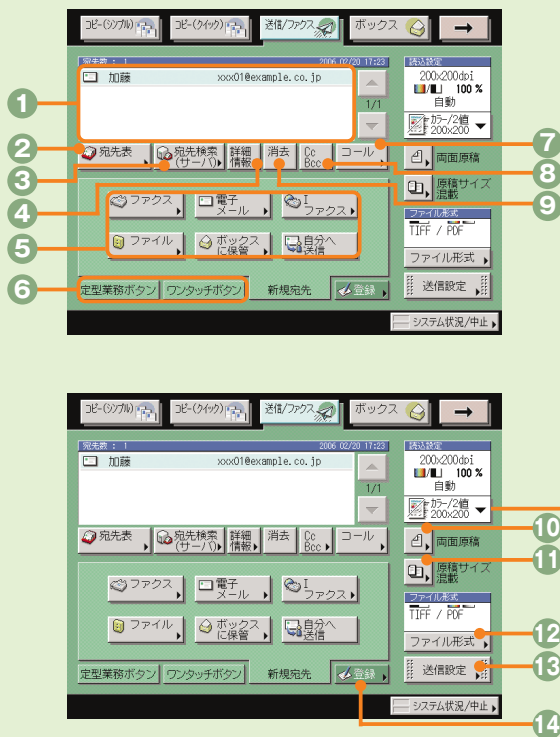 コピー(シンプル)
コピー(クイック)
送信/ファクス
ボックス
宛先数 : 1
2006 02/20 17:23
読込設定
加藤
xxx01@example.co.jp
200×200dpi
100 %
自動
1
1/1
カラー/2値
200×200
2
宛先表
宛先検索
(サーバ)
詳細
情報
消去
Cc
Bcc
コール
7
両面原稿
3
8
原稿サイズ
混載
4
ファクス
電子
メール
I
ファクス
9
ファイル形式
TIFF / PDF
5
ファイル
ボックス
に保管
自分へ
送信
ファイル形式
6
定型業務ボタン
ワンタッチボタン
新規宛先
登録
送信設定
システム状況/中止
コピー(シンプル)
コピー(クイック)
送信/ファクス
ボックス
宛先数 : 1
2006 02/20 17:23
読込設定
加藤
xxx01@example.co.jp
200×200dpi
100 %
自動
1/1
カラー/2値
200×200
宛先表
宛先検索
(サーバ)
詳細
情報
消去
Cc
Bcc
コール
両面原稿
10
原稿サイズ
混載
11
ファクス
電子
メール
I
ファクス
ファイル形式
TIFF / PDF
ファイル
ボックス
に保管
自分へ
送信
ファイル形式
12
定型業務ボタン
ワンタッチボタン
新規宛先
登録
送信設定
13
システム状況/中止
14